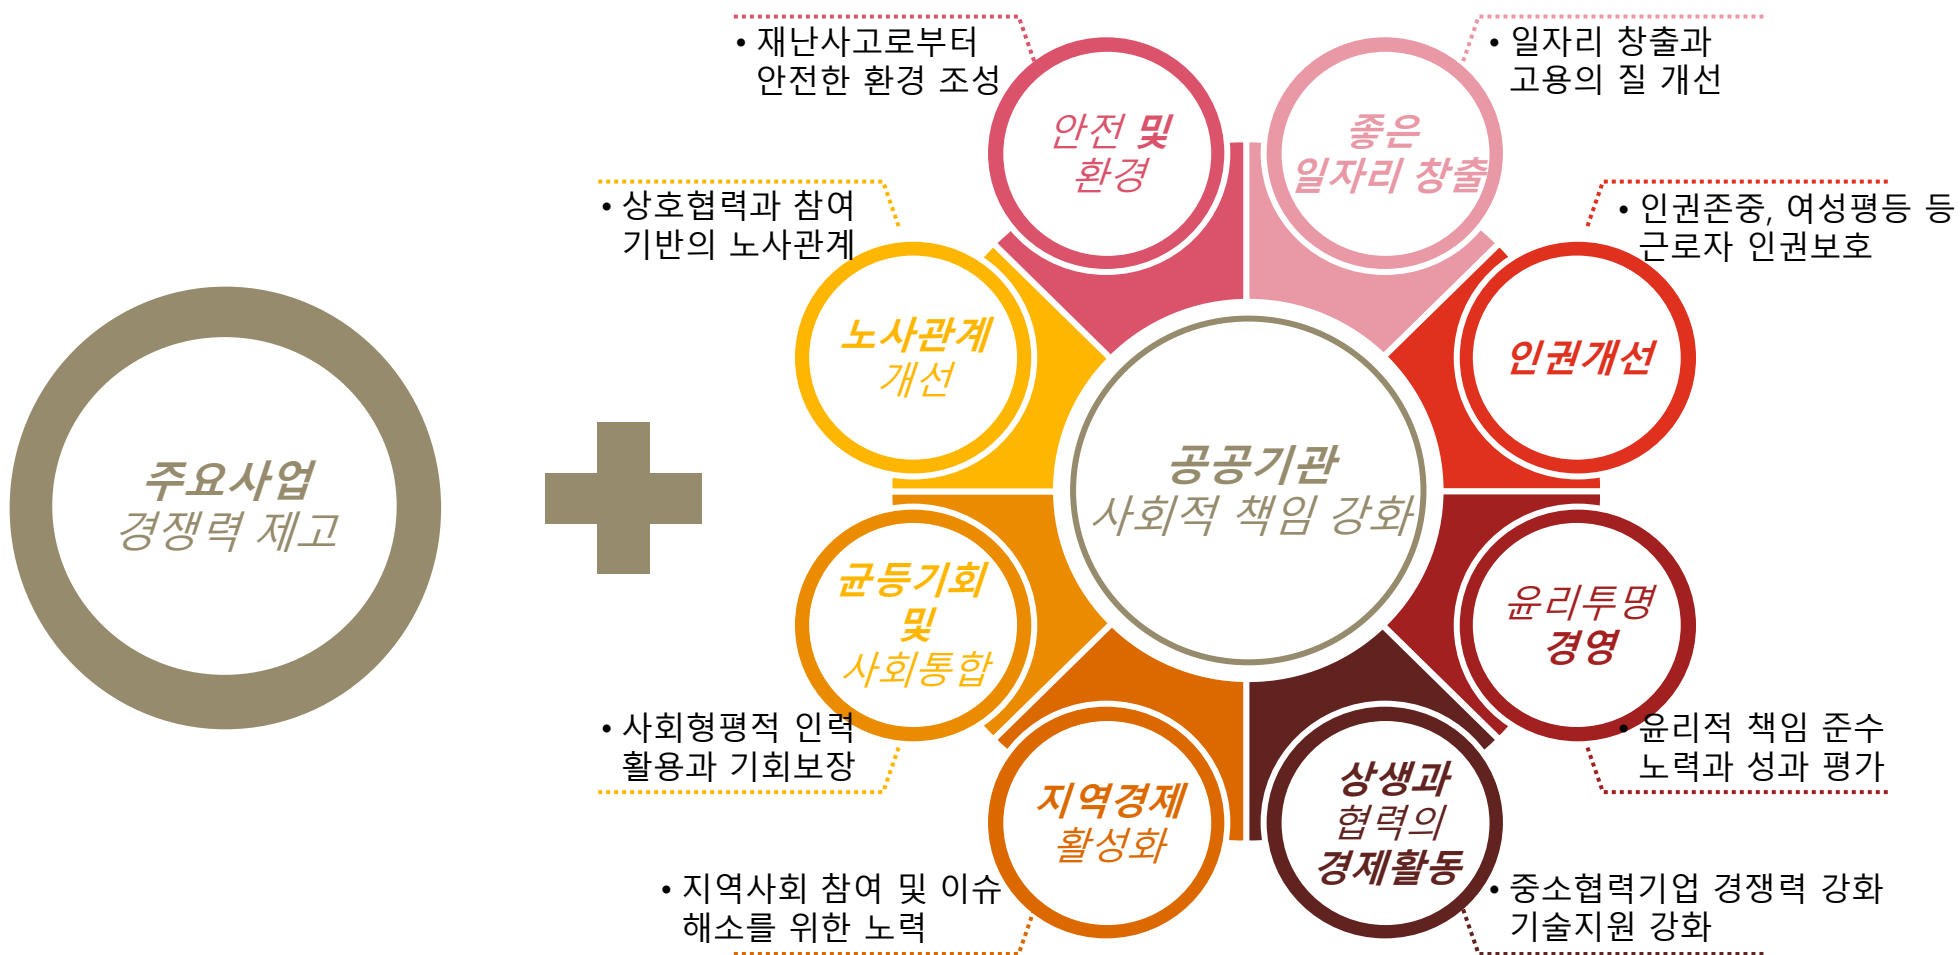 주요사업
경쟁력 제고
공공기관
사회적 책임 강화
• 재난사고로부터
안전한 환경 조성
안전 및
환경
• 일자리 창출과
고용의 질 개선
좋은
일자리 창출
• 인권존중, 여성평등 등
근로자 인권보호
인권개선
윤리투명
경영
• 윤리적 책임 준수
노력과 성과 평가
상생과
협력의
경제활동
• 중소협력기업 경쟁력 강화
기술지원 강화
지역경제
활성화
• 지역사회 참여 및 이슈
해소를 위한 노력
균등기회
및
사회통합
• 사회형평적 인력
활용과 기회보장
• 상호협력과 참여
기반의 노사관계
노사관계
개선